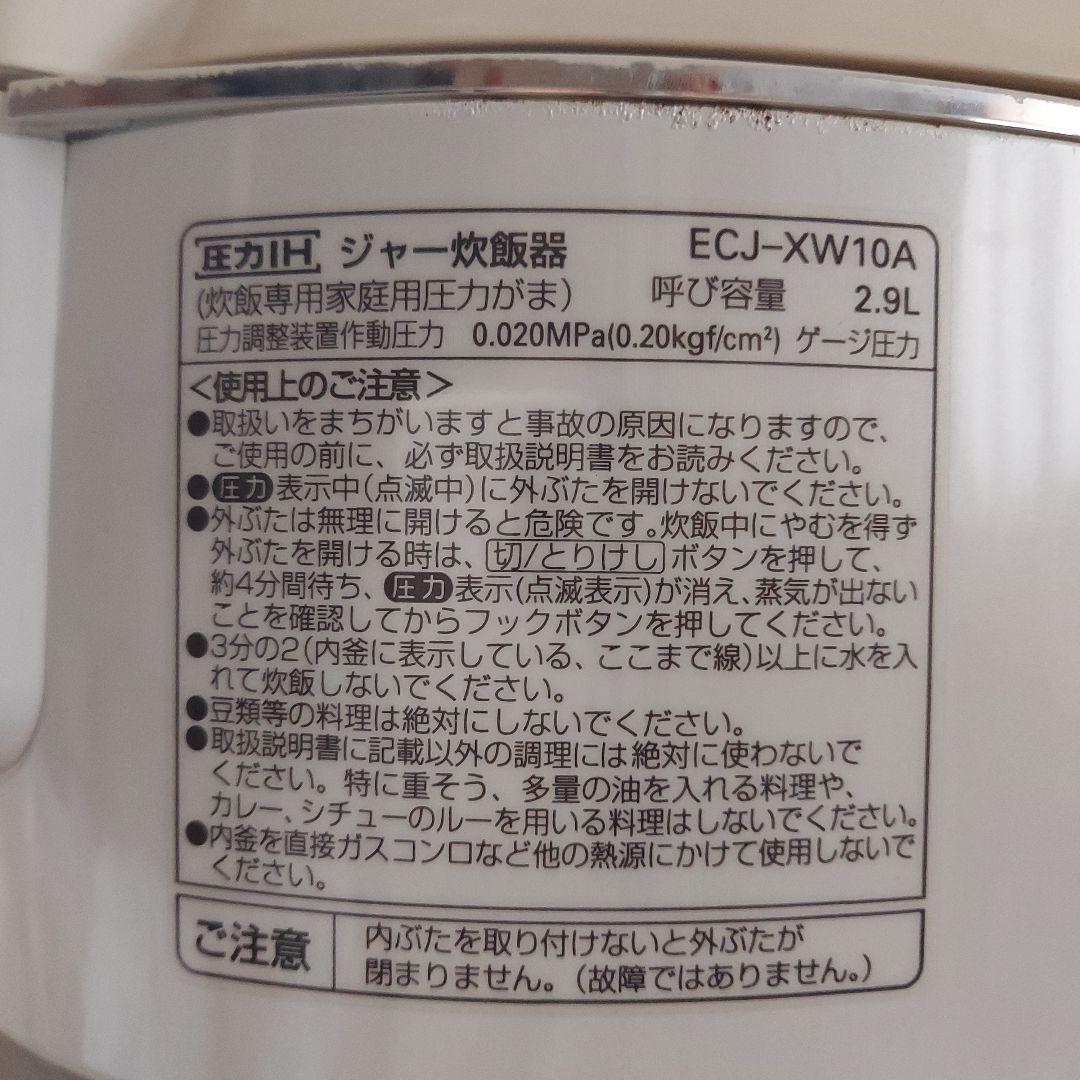 圧力IH ジャー炊飯器 ECJ-XW10A
(炊飯専用家庭用圧力がま) 呼び容量 2.9L
圧力調整装置作動圧力 0.020MPa(0.20kgf/cm²) ゲージ圧力
<使用上のご注意>
●取扱いをまちがいますと事故の原因になりますので、
ご使用の前に、必ず取扱説明書をお読みください。
●圧力表示中(点滅中)に外ぶたを開けないでください。
●外ぶたは無理に開けると危険です。炊飯中にやむを得ず
外ぶたを開ける時は、切/とりけしボタンを押して、
約4分間待ち、圧力表示(点滅表示)が消え、蒸気が出ない
ことを確認してからフックボタンを押してください。
●3分の2(内釜に表示している、ここまで線)以上に水を入
れて炊飯しないでください。
●豆類等の料理は絶対にしないでください。
●取扱説明書に記載以外の調理には絶対に使わないで
ください。特に重そう、多量の油を入れる料理や、
カレー、シチューのルーを用いる料理はしないでください。
●内釜を直接ガスコンロなど他の熱源にかけて使用しないで
ください。
ご注意
内ぶたを取り付けないと外ぶたが
閉まりません。(故障ではありません。)